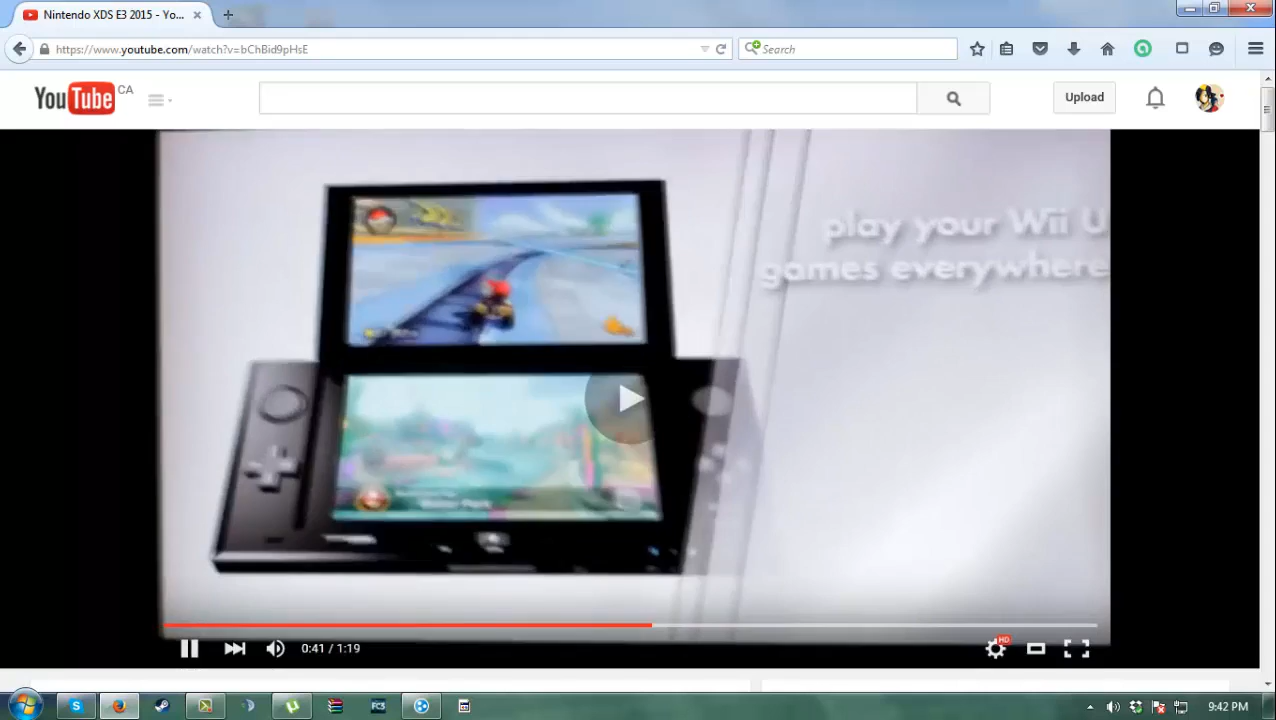 Nintendo XDS E3 2015 - Yo...
https://www.youtube.com/watch?v=bChBid9pHsE
Search
YouTube CA
Upload
play your Wii U
games everywhere
0:41 / 1:19
HD
9:42 PM